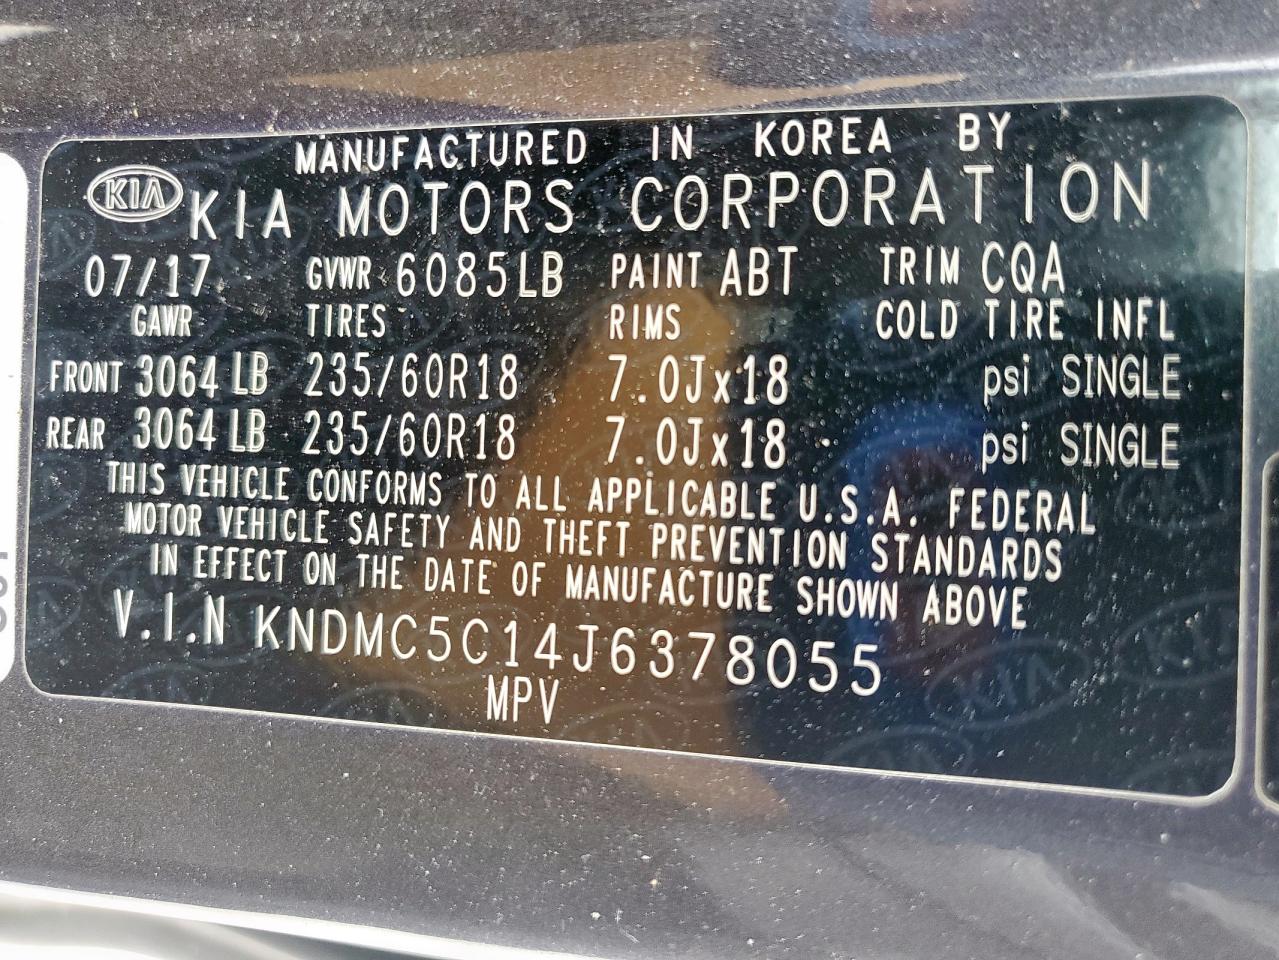 MANUFACTURED IN KOREA BY
KIA KIA MOTORS CORPORATION
07/17 GVWR 6085LB PAINT ABT TRIM CQA
GAWR TIRES RIMS COLD TIRE INFL
FRONT 3064 LB 235/60R18 7.0Jx18 psi SINGLE
REAR 3064 LB 235/60R18 7.0Jx18 psi SINGLE
THIS VEHICLE CONFORMS TO ALL APPLICABLE U.S.A. FEDERAL
MOTOR VEHICLE SAFETY AND THEFT PREVENTION STANDARDS
IN EFFECT ON THE DATE OF MANUFACTURE SHOWN ABOVE
V.I.N KNDMC5C14J6378055
MPV